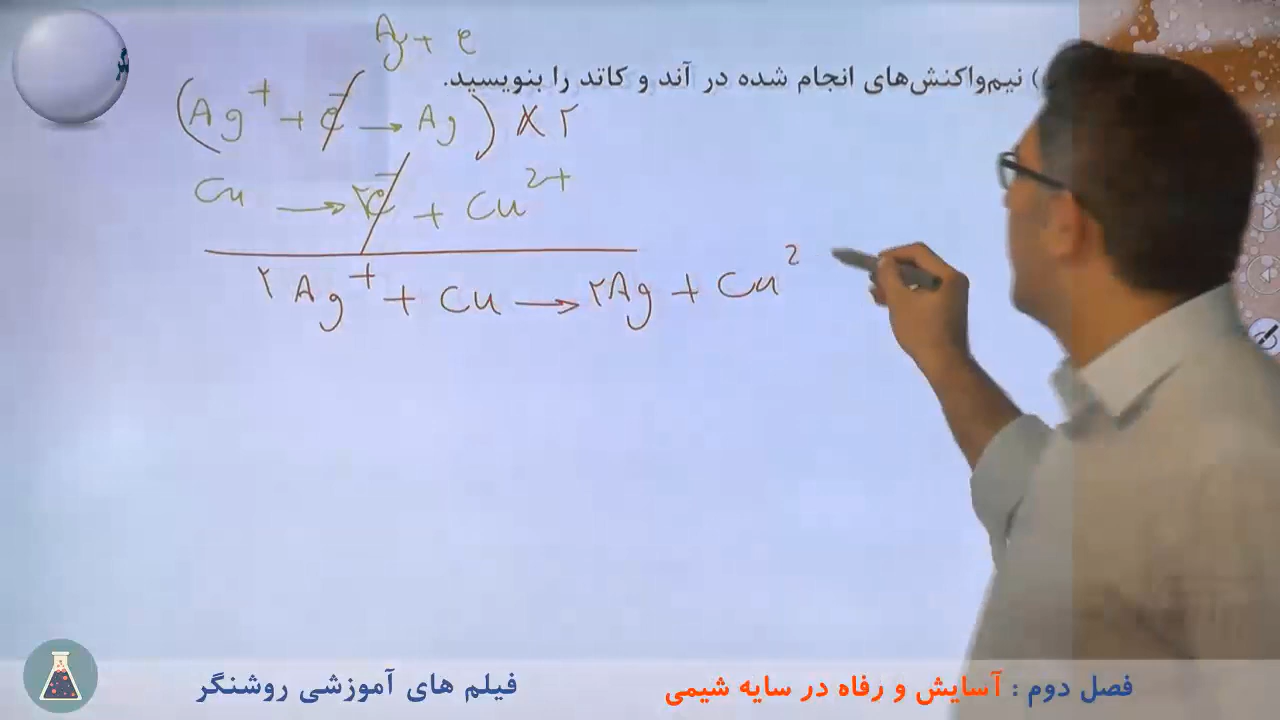 ) نیم‌واکنش‌های انجام شده در آند و کاتد را بنویسید.
Ag + e
(Ag⁺ + e⁻ → Ag) × ۲
Cu → ۲e⁻ + Cu²⁺
۲Ag⁺ + Cu → ۲Ag + Cu²
فصل دوم : آسایش و رفاه در سایه شیمی
فیلم های آموزشی روشنگر